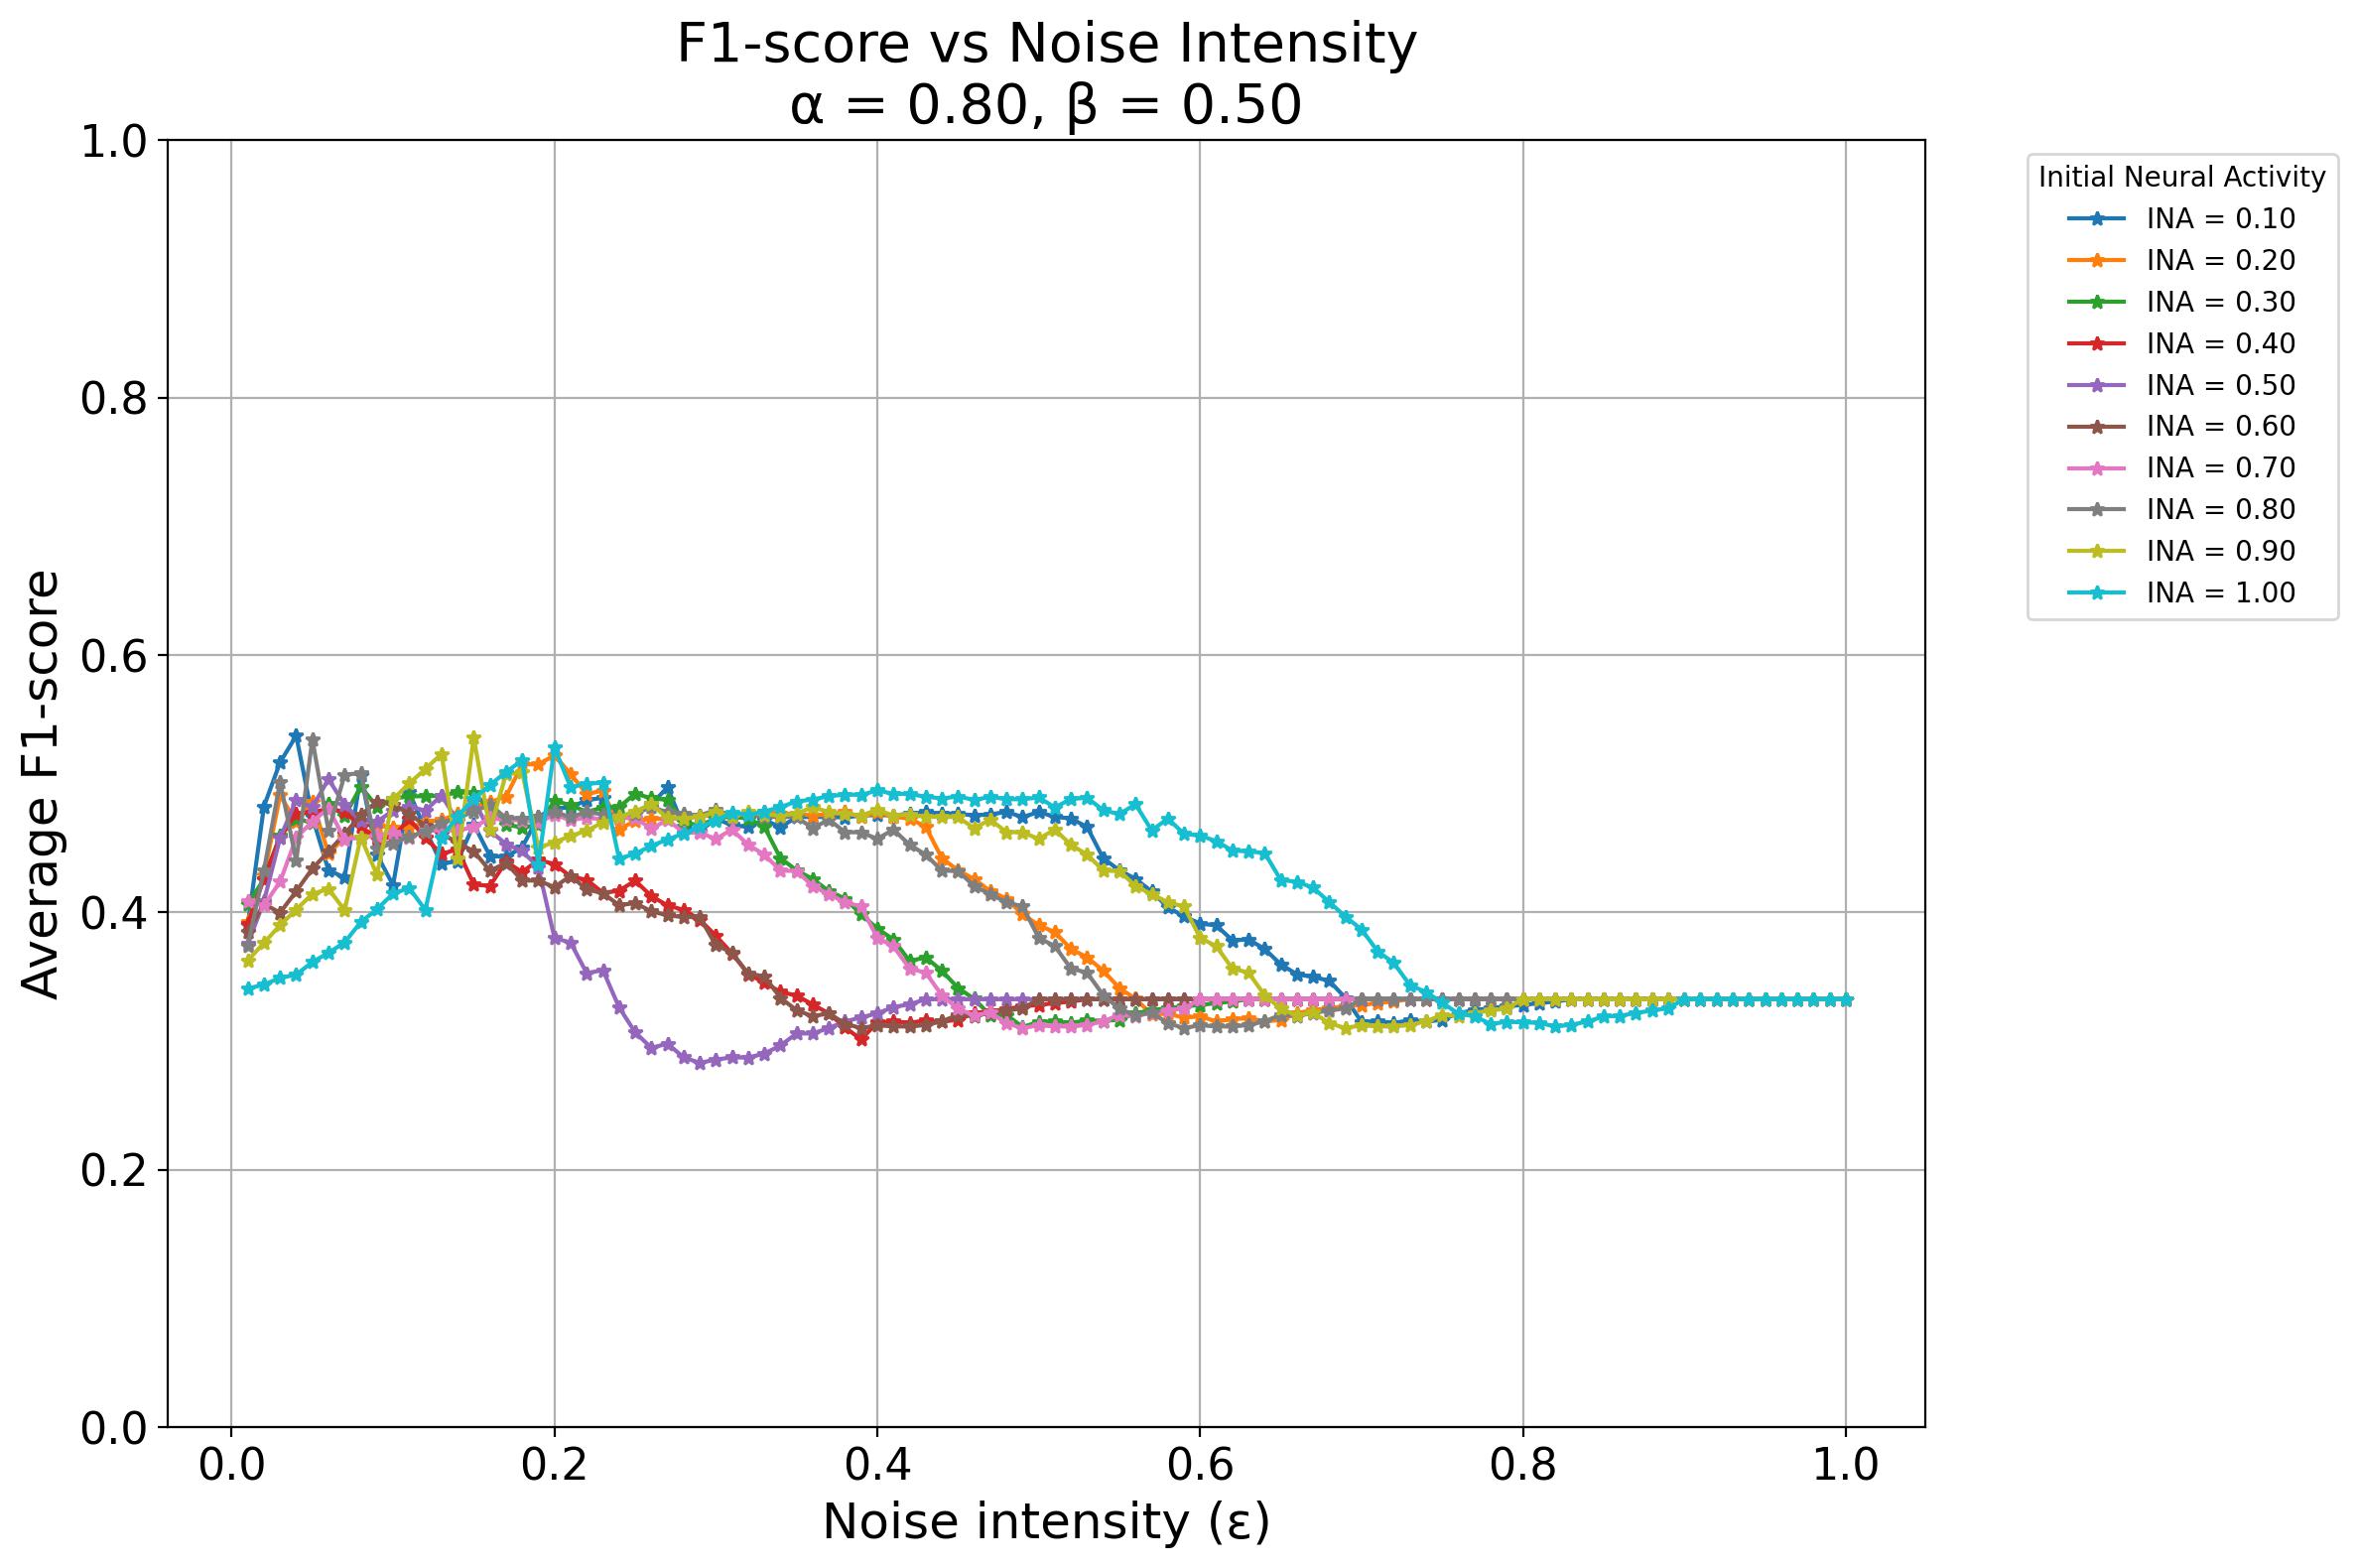 F1-score vs Noise Intensity
α = 0.80, β = 0.50
Average F1-score
1.0
0.8
0.6
0.4
0.2
0.0
0.0 0.2 0.4 0.6 0.8 1.0
Noise intensity (ε)
Initial Neural Activity
INA = 0.10
INA = 0.20
INA = 0.30
INA = 0.40
INA = 0.50
INA = 0.60
INA = 0.70
INA = 0.80
INA = 0.90
INA = 1.00